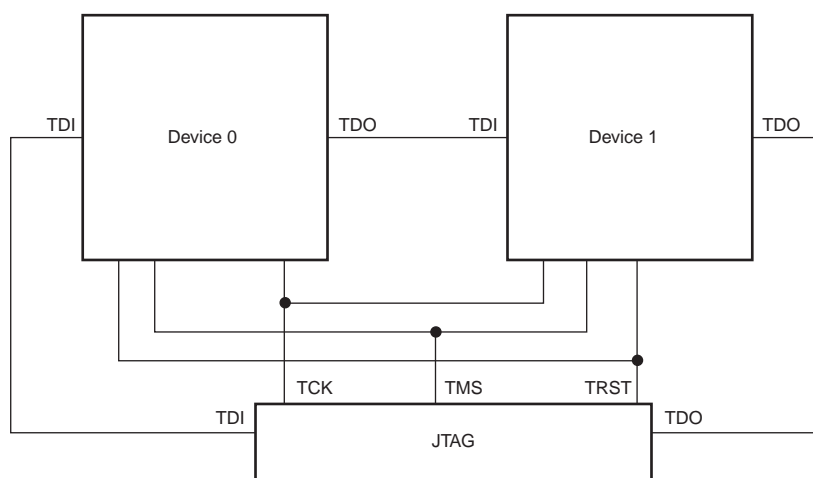 TDI
Device 0
TDO
TDI
Device 1
TDO
TCK
TMS
TRST
TDI
JTAG
TDO